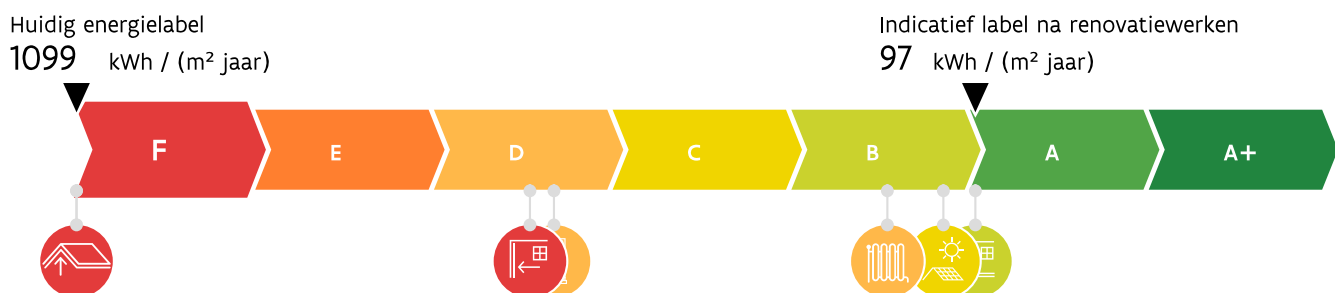 Huidig energielabel
1099 kWh / (m² jaar)
Indicatief label na renovatiewerken
97 kWh / (m² jaar)
F E D C B A A+